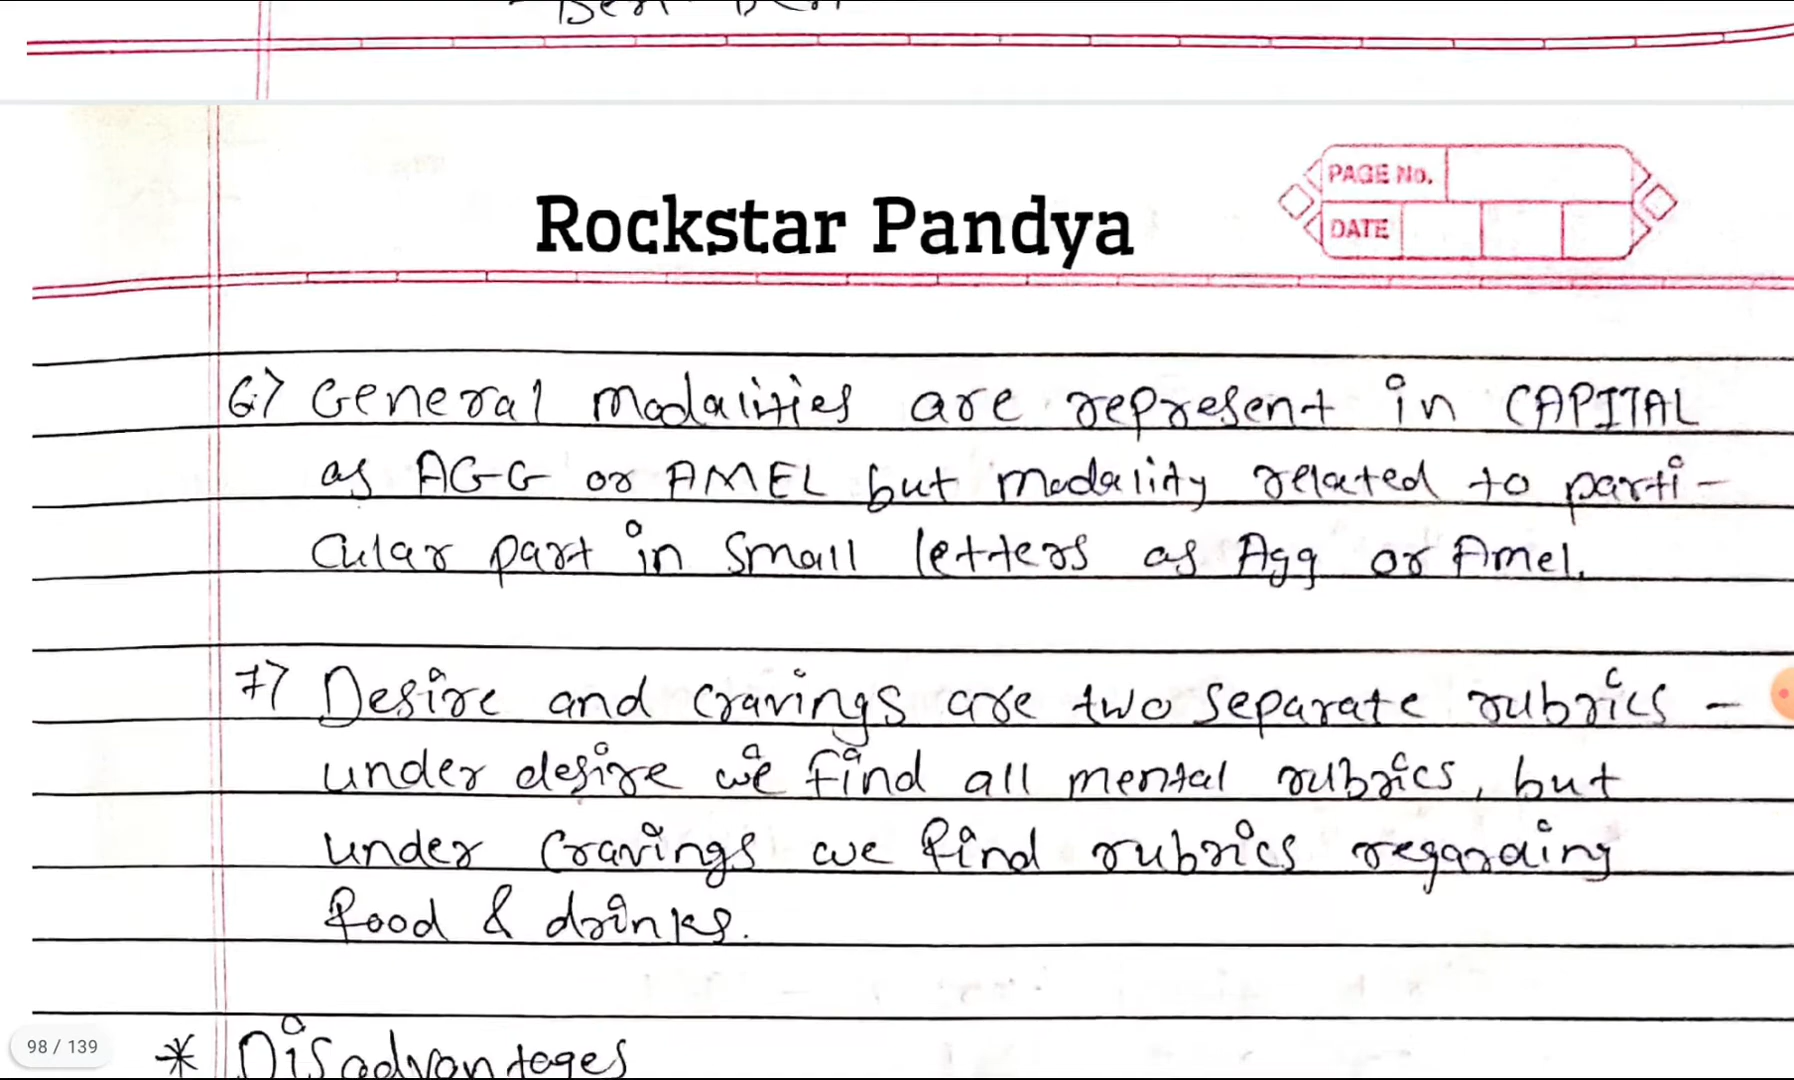 Rockstar Pandya
PAGE No.
DATE
6) General modalities are represent in CAPITAL
as AGG or AMEL but modality related to parti-
cular part in small letters as Agg or Amel.
7) Desire and cravings are two separate rubrics -
under desire we find all mental rubrics, but
under cravings we find rubrics regarding
food & drinks.
* Disadvantages
98 / 139